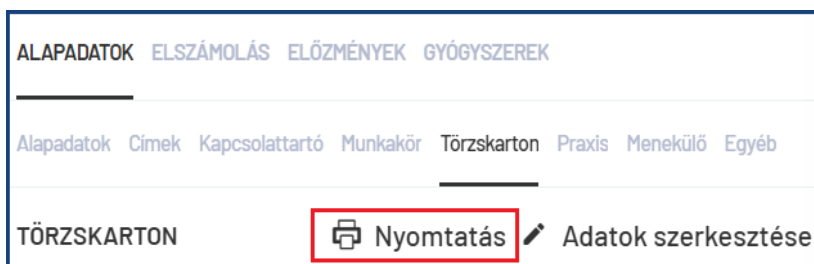 ALAPADATOK ELSZÁMOLÁS ELŐZMÉNYEK GYÓGYSZEREK
Alapadatok Címek Kapcsolattartó Munkakör Törzskarton Praxis Menekülő Egyéb
TÖRZSKARTON Nyomtatás Adatok szerkesztése